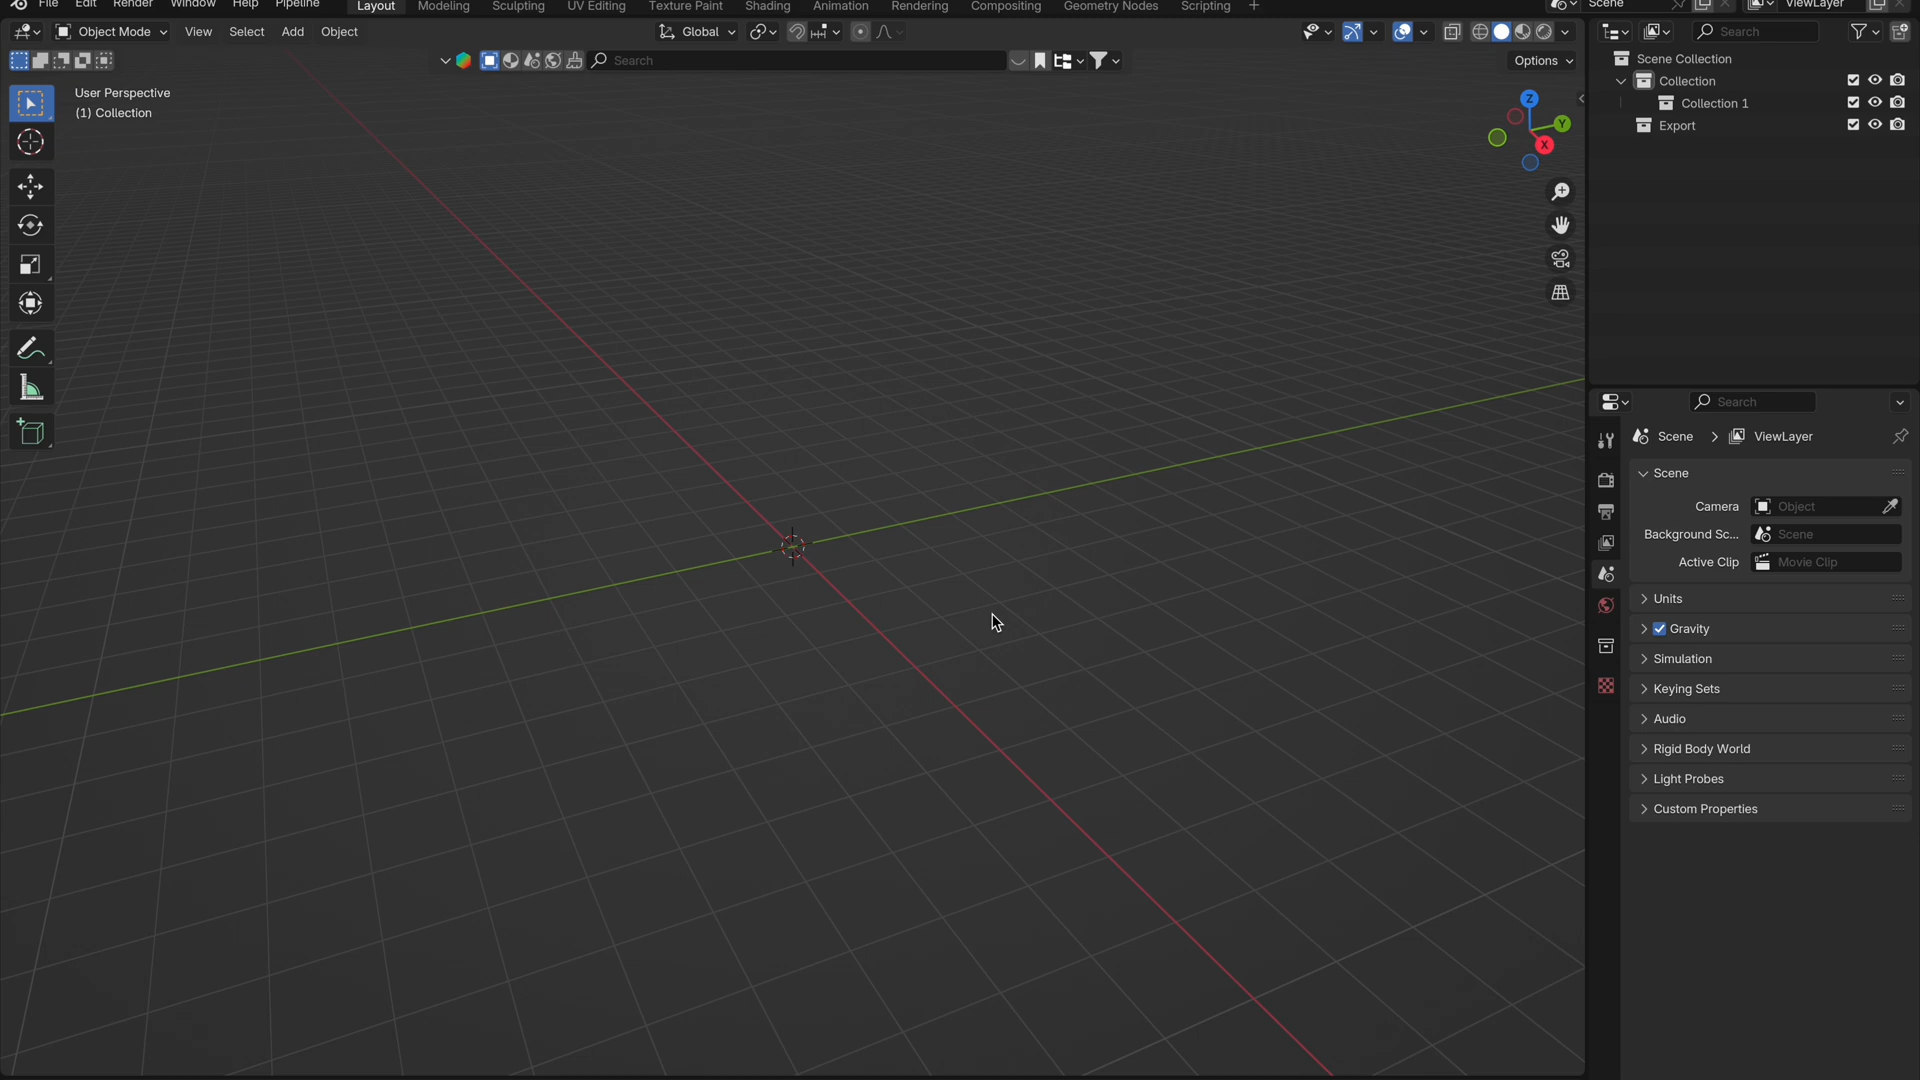 File Edit Render Window Help Pipeline Layout Modeling Sculpting UV Editing Texture Paint Shading Animation Rendering Compositing Geometry Nodes Scripting + Scene ViewLayer
Object Mode View Select Add Object Global Search
Search Options
User Perspective
(1) Collection
Z
Y
X
Scene Collection
Collection
Collection 1
Export
Search
Scene > ViewLayer
Scene
Camera Object
Background Sc... Scene
Active Clip Movie Clip
Units
Gravity
Simulation
Keying Sets
Audio
Rigid Body World
Light Probes
Custom Properties